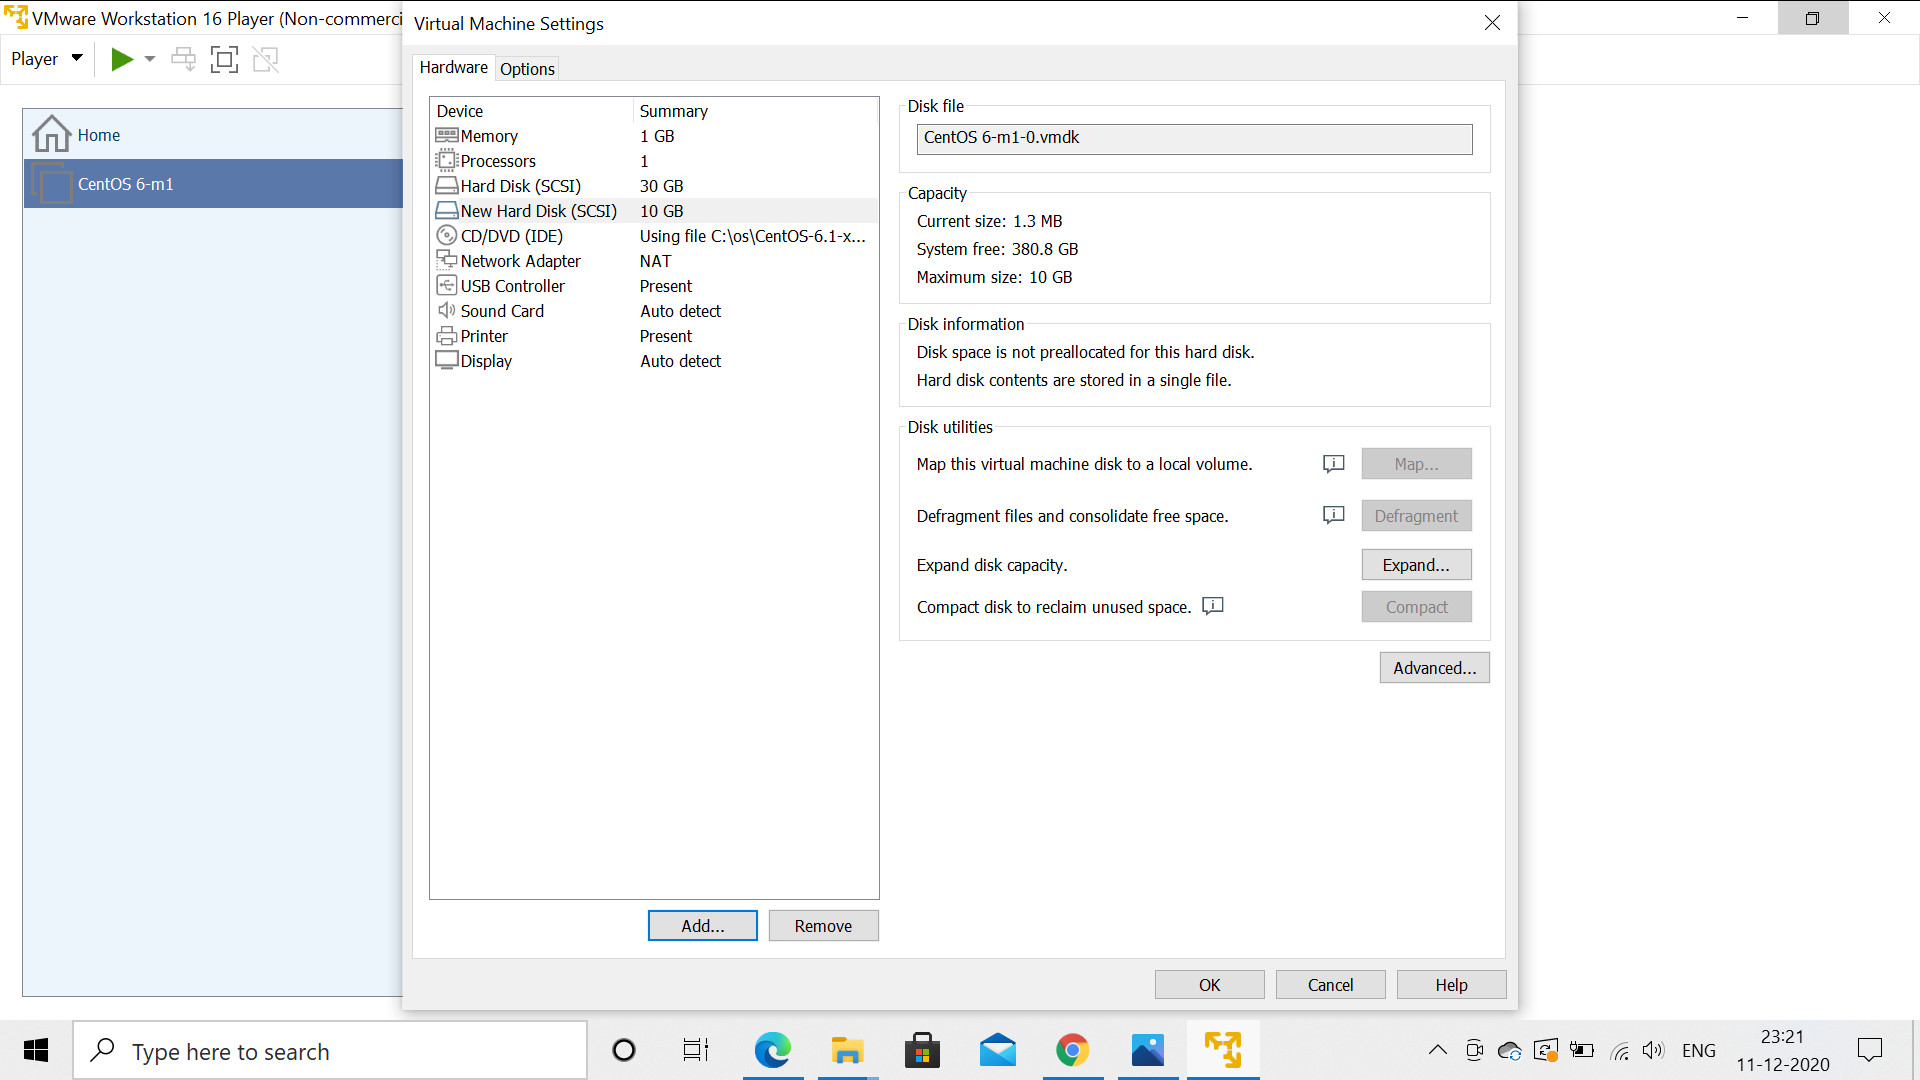 VMware Workstation 16 Player (Non-commerci
Virtual Machine Settings
Player
Hardware
Options
Home
CentOS 6-m1
Device Summary
Memory 1 GB
Processors 1
Hard Disk (SCSI) 30 GB
New Hard Disk (SCSI) 10 GB
CD/DVD (IDE) Using file C:\os\CentOS-6.1-x...
Network Adapter NAT
USB Controller Present
Sound Card Auto detect
Printer Present
Display Auto detect
Add...
Remove
Disk file
CentOS 6-m1-0.vmdk
Capacity
Current size: 1.3 MB
System free: 380.8 GB
Maximum size: 10 GB
Disk information
Disk space is not preallocated for this hard disk.
Hard disk contents are stored in a single file.
Disk utilities
Map this virtual machine disk to a local volume. Map...
Defragment files and consolidate free space. Defragment
Expand disk capacity. Expand...
Compact disk to reclaim unused space. Compact
Advanced...
OK
Cancel
Help
Type here to search
ENG
23:21
11-12-2020